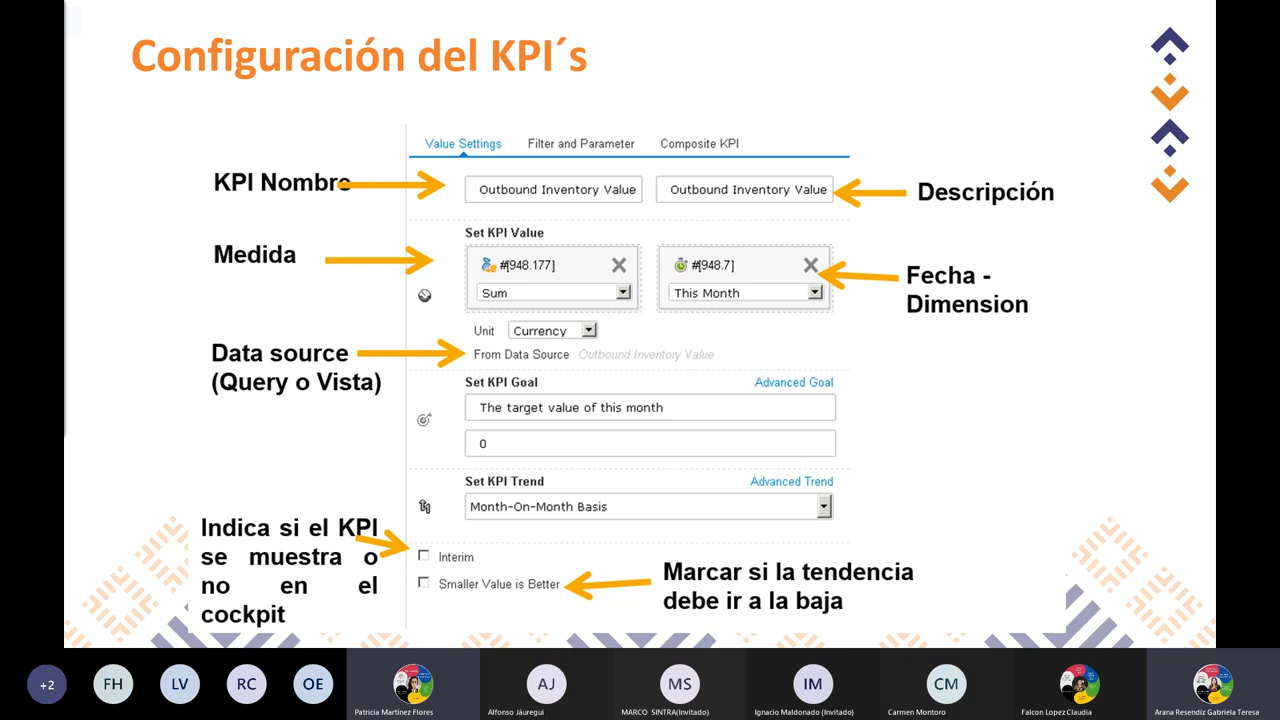 Configuración del KPI´s
Value Settings Filter and Parameter Composite KPI
KPI Nombre
Outbound Inventory Value Outbound Inventory Value
Descripción
Set KPI Value
Medida
#[948.177] #[948.7]
Sum This Month
Fecha -
Dimension
Unit Currency
Data source
(Query o Vista)
From Data Source Outbound Inventory Value
Set KPI Goal Advanced Goal
The target value of this month
0
Set KPI Trend Advanced Trend
Month-On-Month Basis
Indica si el KPI
se muestra o
no en el
cockpit
Interim
Smaller Value is Better
Marcar si la tendencia
debe ir a la baja
+2 FH LV RC OE AJ MS IM CM
Patricia Martínez Flores Alfonso Jáuregui MARCO SINTRA(Invitado) Ignacio Maldonado (Invitado) Carmen Montoro Falcon Lopez Claudia Arana Resendiz Gabriela Teresa